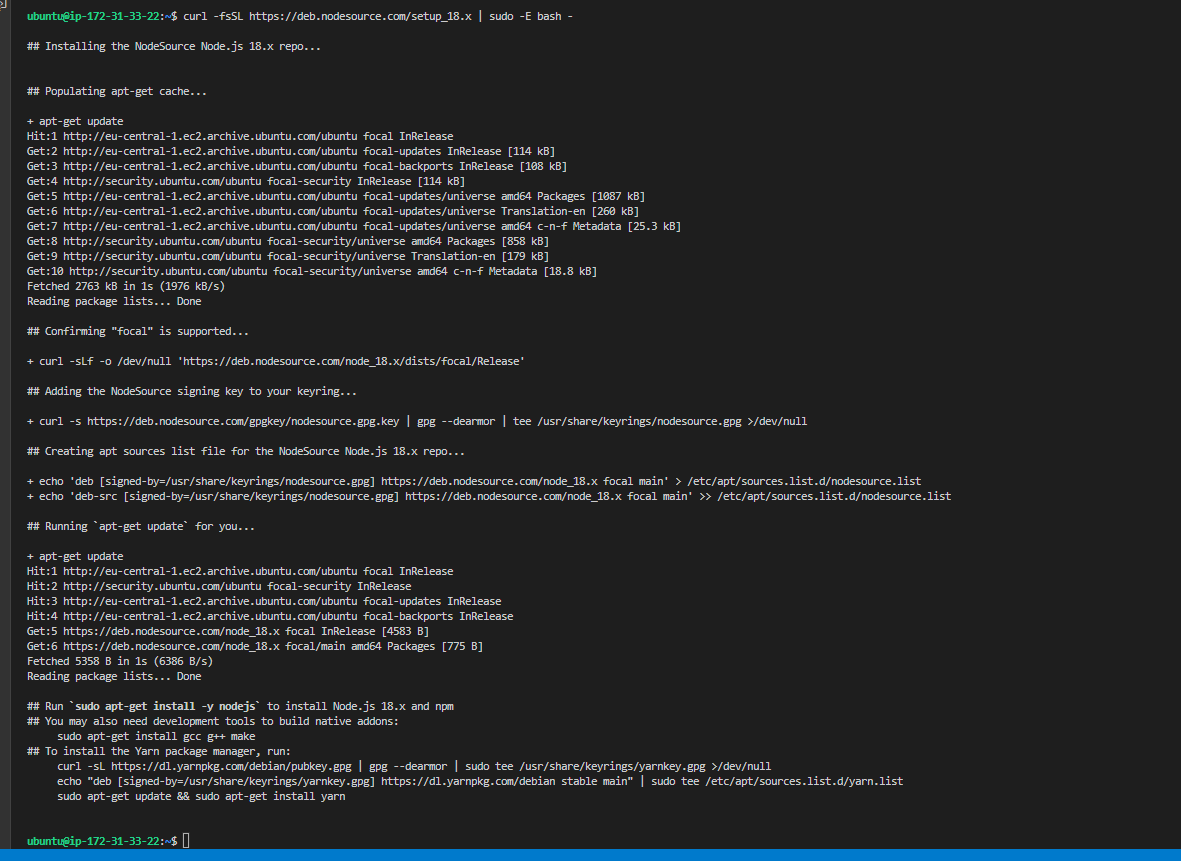 ubuntu@ip-172-31-33-22:~$ curl -fsSL https://deb.nodesource.com/setup_18.x | sudo -E bash -
## Installing the NodeSource Node.js 18.x repo...
## Populating apt-get cache...
+ apt-get update
Hit:1 http://eu-central-1.ec2.archive.ubuntu.com/ubuntu focal InRelease
Get:2 http://eu-central-1.ec2.archive.ubuntu.com/ubuntu focal-updates InRelease [114 kB]
Get:3 http://eu-central-1.ec2.archive.ubuntu.com/ubuntu focal-backports InRelease [108 kB]
Get:4 http://security.ubuntu.com/ubuntu focal-security InRelease [114 kB]
Get:5 http://eu-central-1.ec2.archive.ubuntu.com/ubuntu focal-updates/universe amd64 Packages [1087 kB]
Get:6 http://eu-central-1.ec2.archive.ubuntu.com/ubuntu focal-updates/universe Translation-en [260 kB]
Get:7 http://eu-central-1.ec2.archive.ubuntu.com/ubuntu focal-updates/universe amd64 c-n-f Metadata [25.3 kB]
Get:8 http://security.ubuntu.com/ubuntu focal-security/universe amd64 Packages [858 kB]
Get:9 http://security.ubuntu.com/ubuntu focal-security/universe Translation-en [179 kB]
Get:10 http://security.ubuntu.com/ubuntu focal-security/universe amd64 c-n-f Metadata [18.8 kB]
Fetched 2763 kB in 1s (1976 kB/s)
Reading package lists... Done
## Confirming "focal" is supported...
+ curl -sLf -o /dev/null 'https://deb.nodesource.com/node_18.x/dists/focal/Release'
## Adding the NodeSource signing key to your keyring...
+ curl -s https://deb.nodesource.com/gpgkey/nodesource.gpg.key | gpg --dearmor | tee /usr/share/keyrings/nodesource.gpg >/dev/null
## Creating apt sources list file for the NodeSource Node.js 18.x repo...
+ echo 'deb [signed-by=/usr/share/keyrings/nodesource.gpg] https://deb.nodesource.com/node_18.x focal main' > /etc/apt/sources.list.d/nodesource.list
+ echo 'deb-src [signed-by=/usr/share/keyrings/nodesource.gpg] https://deb.nodesource.com/node_18.x focal main' >> /etc/apt/sources.list.d/nodesource.list
## Running `apt-get update` for you...
+ apt-get update
Hit:1 http://eu-central-1.ec2.archive.ubuntu.com/ubuntu focal InRelease
Hit:2 http://security.ubuntu.com/ubuntu focal-security InRelease
Hit:3 http://eu-central-1.ec2.archive.ubuntu.com/ubuntu focal-updates InRelease
Hit:4 http://eu-central-1.ec2.archive.ubuntu.com/ubuntu focal-backports InRelease
Get:5 https://deb.nodesource.com/node_18.x focal InRelease [4583 B]
Get:6 https://deb.nodesource.com/node_18.x focal/main amd64 Packages [775 B]
Fetched 5358 B in 1s (6386 B/s)
Reading package lists... Done
## Run `sudo apt-get install -y nodejs` to install Node.js 18.x and npm
## You may also need development tools to build native addons:
sudo apt-get install gcc g++ make
## To install the Yarn package manager, run:
curl -sL https://dl.yarnpkg.com/debian/pubkey.gpg | gpg --dearmor | sudo tee /usr/share/keyrings/yarnkey.gpg >/dev/null
echo "deb [signed-by=/usr/share/keyrings/yarnkey.gpg] https://dl.yarnpkg.com/debian stable main" | sudo tee /etc/apt/sources.list.d/yarn.list
sudo apt-get update && sudo apt-get install yarn
ubuntu@ip-172-31-33-22:~$